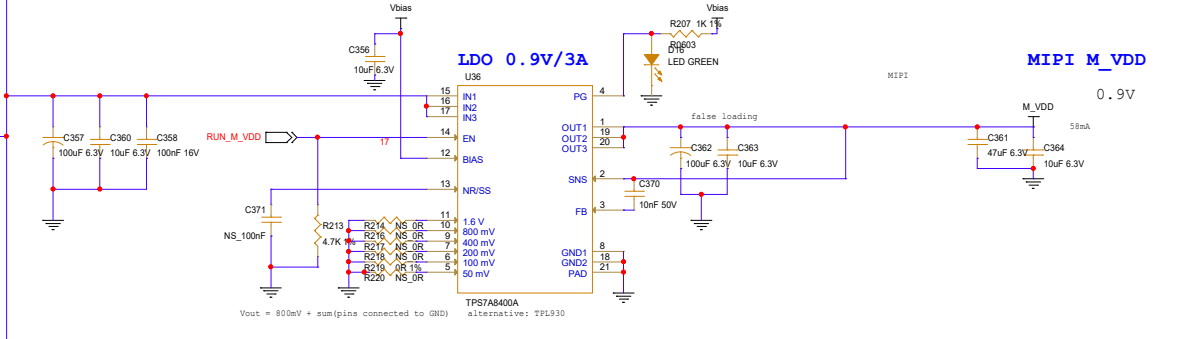 Vbias
Vbias
R207 1K 1%
R0603
C356
10uF 6.3V
LDO 0.9V/3A
D16
LED GREEN
MIPI M_VDD
U36
MIPI
0.9V
15
16
17
IN1
IN2
IN3
PG
4
M_VDD
false loading
58mA
C357
100uF 6.3V
C360
10uF 6.3V
C358
100nF 16V
RUN_M_VDD
17
14
EN
OUT1
OUT2
OUT3
1
19
20
C362
100uF 6.3V
C363
10uF 6.3V
C361
47uF 6.3V
C364
10uF 6.3V
12
BIAS
SNS
2
13
NR/SS
C370
10nF 50V
C371
NS_100nF
FB
3
R213
4.7K 1%
R214 NS_0R
R216 NS_0R
R217 NS_0R
R218 NS_0R
R219 0R 1%
R220 NS_0R
11
10
9
7
6
5
1.6 V
800 mV
400 mV
200 mV
100 mV
50 mV
GND1
GND2
PAD
8
18
21
TPS7A8400A
Vout = 800mV + sum(pins connected to GND)
alternative: TPL930